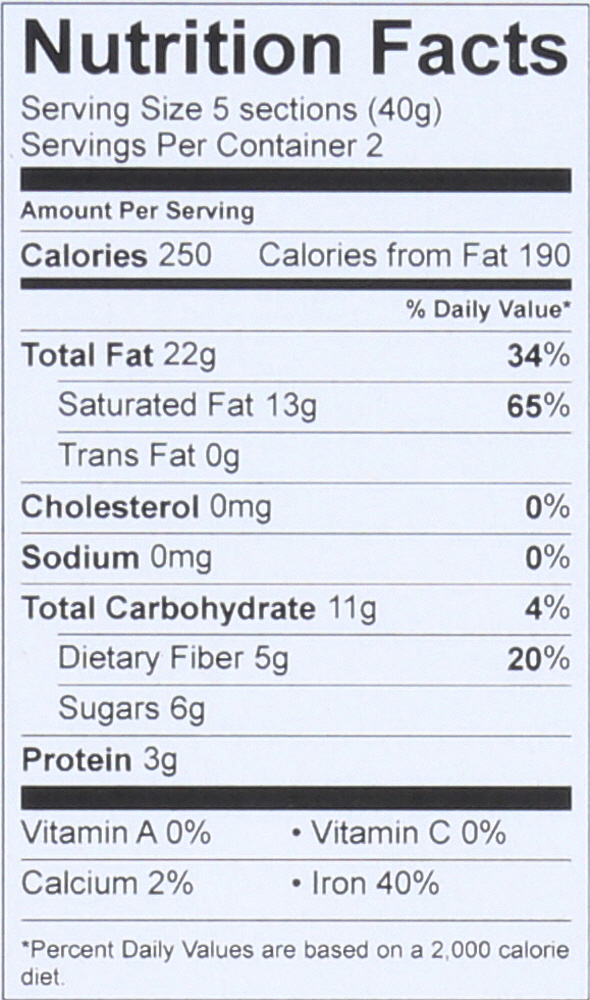 Nutrition Facts
Serving Size 5 sections (40g)
Servings Per Container 2
Amount Per Serving
Calories 250 Calories from Fat 190
% Daily Value*
Total Fat 22g 34%
Saturated Fat 13g 65%
Trans Fat 0g
Cholesterol 0mg 0%
Sodium 0mg 0%
Total Carbohydrate 11g 4%
Dietary Fiber 5g 20%
Sugars 6g
Protein 3g
Vitamin A 0% • Vitamin C 0%
Calcium 2% • Iron 40%
*Percent Daily Values are based on a 2,000 calorie
diet.